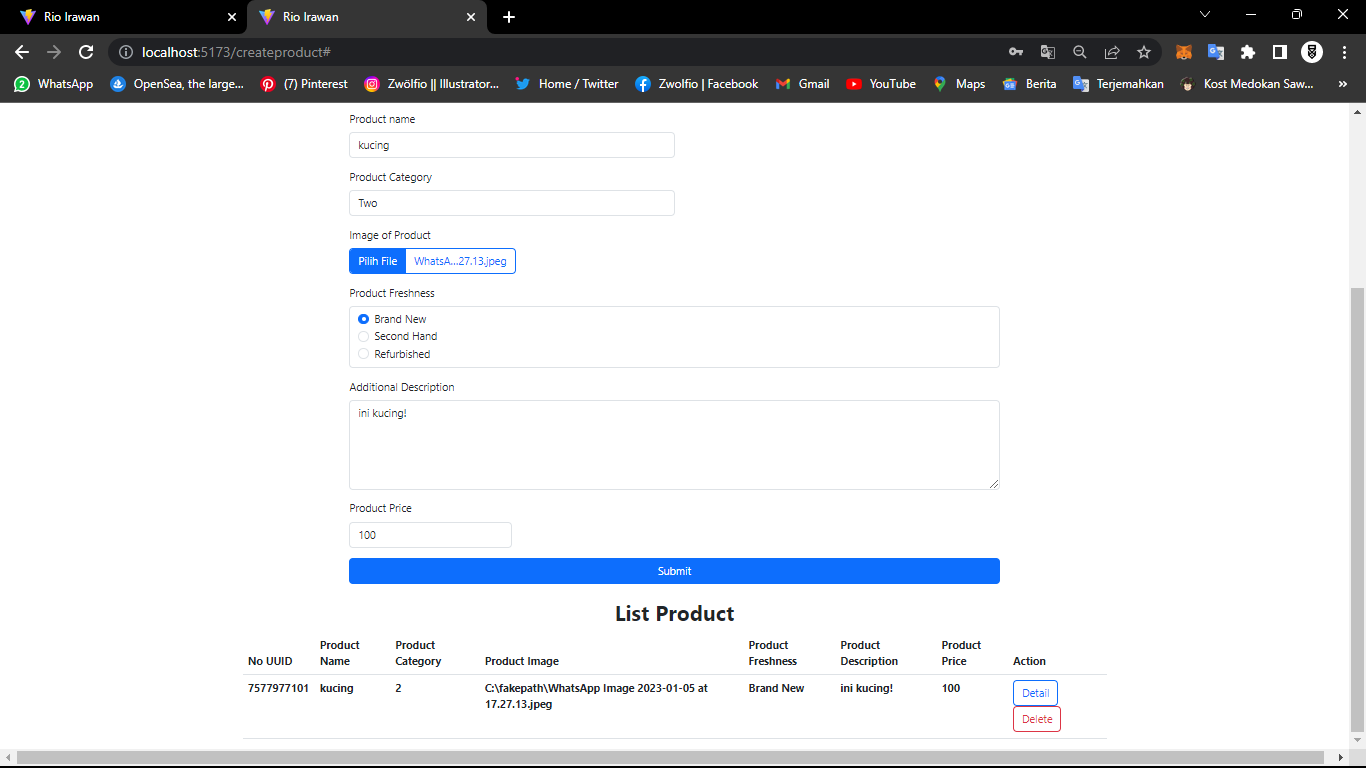 Rio Irawan
Rio Irawan
localhost:5173/createproduct#
2 WhatsApp
OpenSea, the large...
(7) Pinterest
Zwölfio || Illustrator...
Home / Twitter
Zwolfio | Facebook
Gmail
YouTube
Maps
Berita
Terjemahkan
Kost Medokan Saw...
»
Product name
kucing
Product Category
Two
Image of Product
Pilih File WhatsA...27.13.jpeg
Product Freshness
Brand New
Second Hand
Refurbished
Additional Description
ini kucing!
Product Price
100
Submit
List Product
No UUID Product Name Product Category Product Image Product Freshness Product Description Product Price Action
7577977101 kucing 2 C:\fakepath\WhatsApp Image 2023-01-05 at Brand New ini kucing! 100 Detail
17.27.13.jpeg
Delete